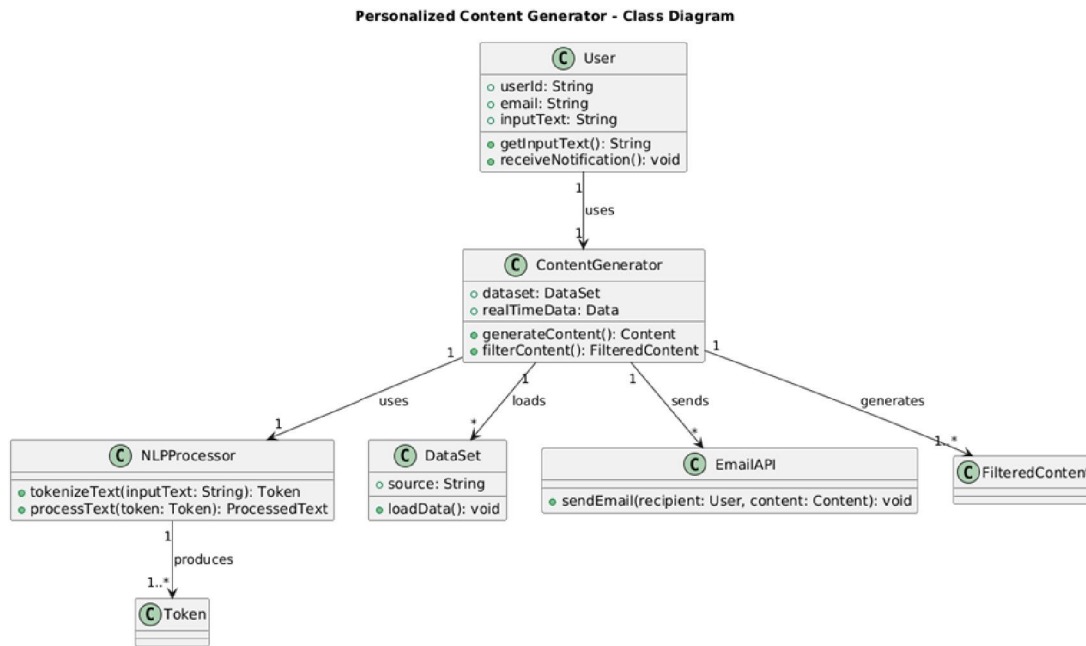 Personalized Content Generator - Class Diagram
C User
userId: String
email: String
inputText: String
getInputText(): String
receiveNotification(): void
1
uses
1
C ContentGenerator
dataset: DataSet
realTimeData: Data
generateContent(): Content
filterContent(): FilteredContent
1
1
1
1
uses
loads
sends
generates
1
*
*
1..*
C NLPProcessor
tokenizeText(inputText: String): Token
processText(token: Token): ProcessedText
C DataSet
source: String
loadData(): void
C EmailAPI
sendEmail(recipient: User, content: Content): void
C FilteredContent
1
produces
1..*
C Token